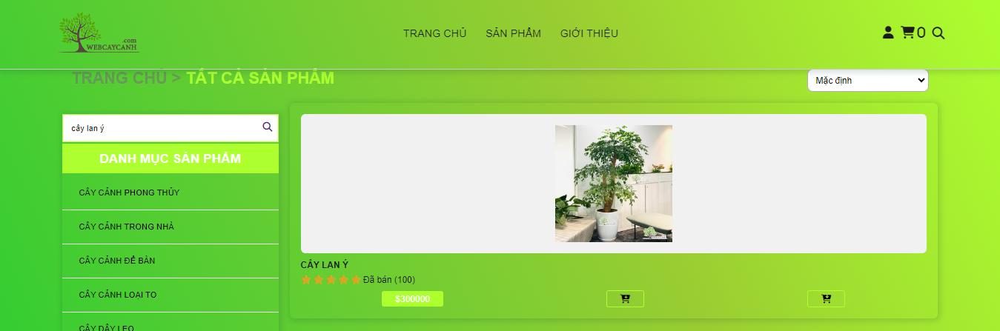 .com
WEBCAYCANH
TRANG CHỦ
SẢN PHẨM
GIỚI THIỆU
0
TRANG CHỦ > TẤT CẢ SẢN PHẨM
Mặc định
cây lan ý
DANH MỤC SẢN PHẨM
CÂY CẢNH PHONG THỦY
CÂY CẢNH TRONG NHÀ
CÂY CẢNH ĐỂ BÀN
CÂY CẢNH LOẠI TO
CÂY DÂY LEO
CÂY LAN Ý
Đã bán (100)
$300000